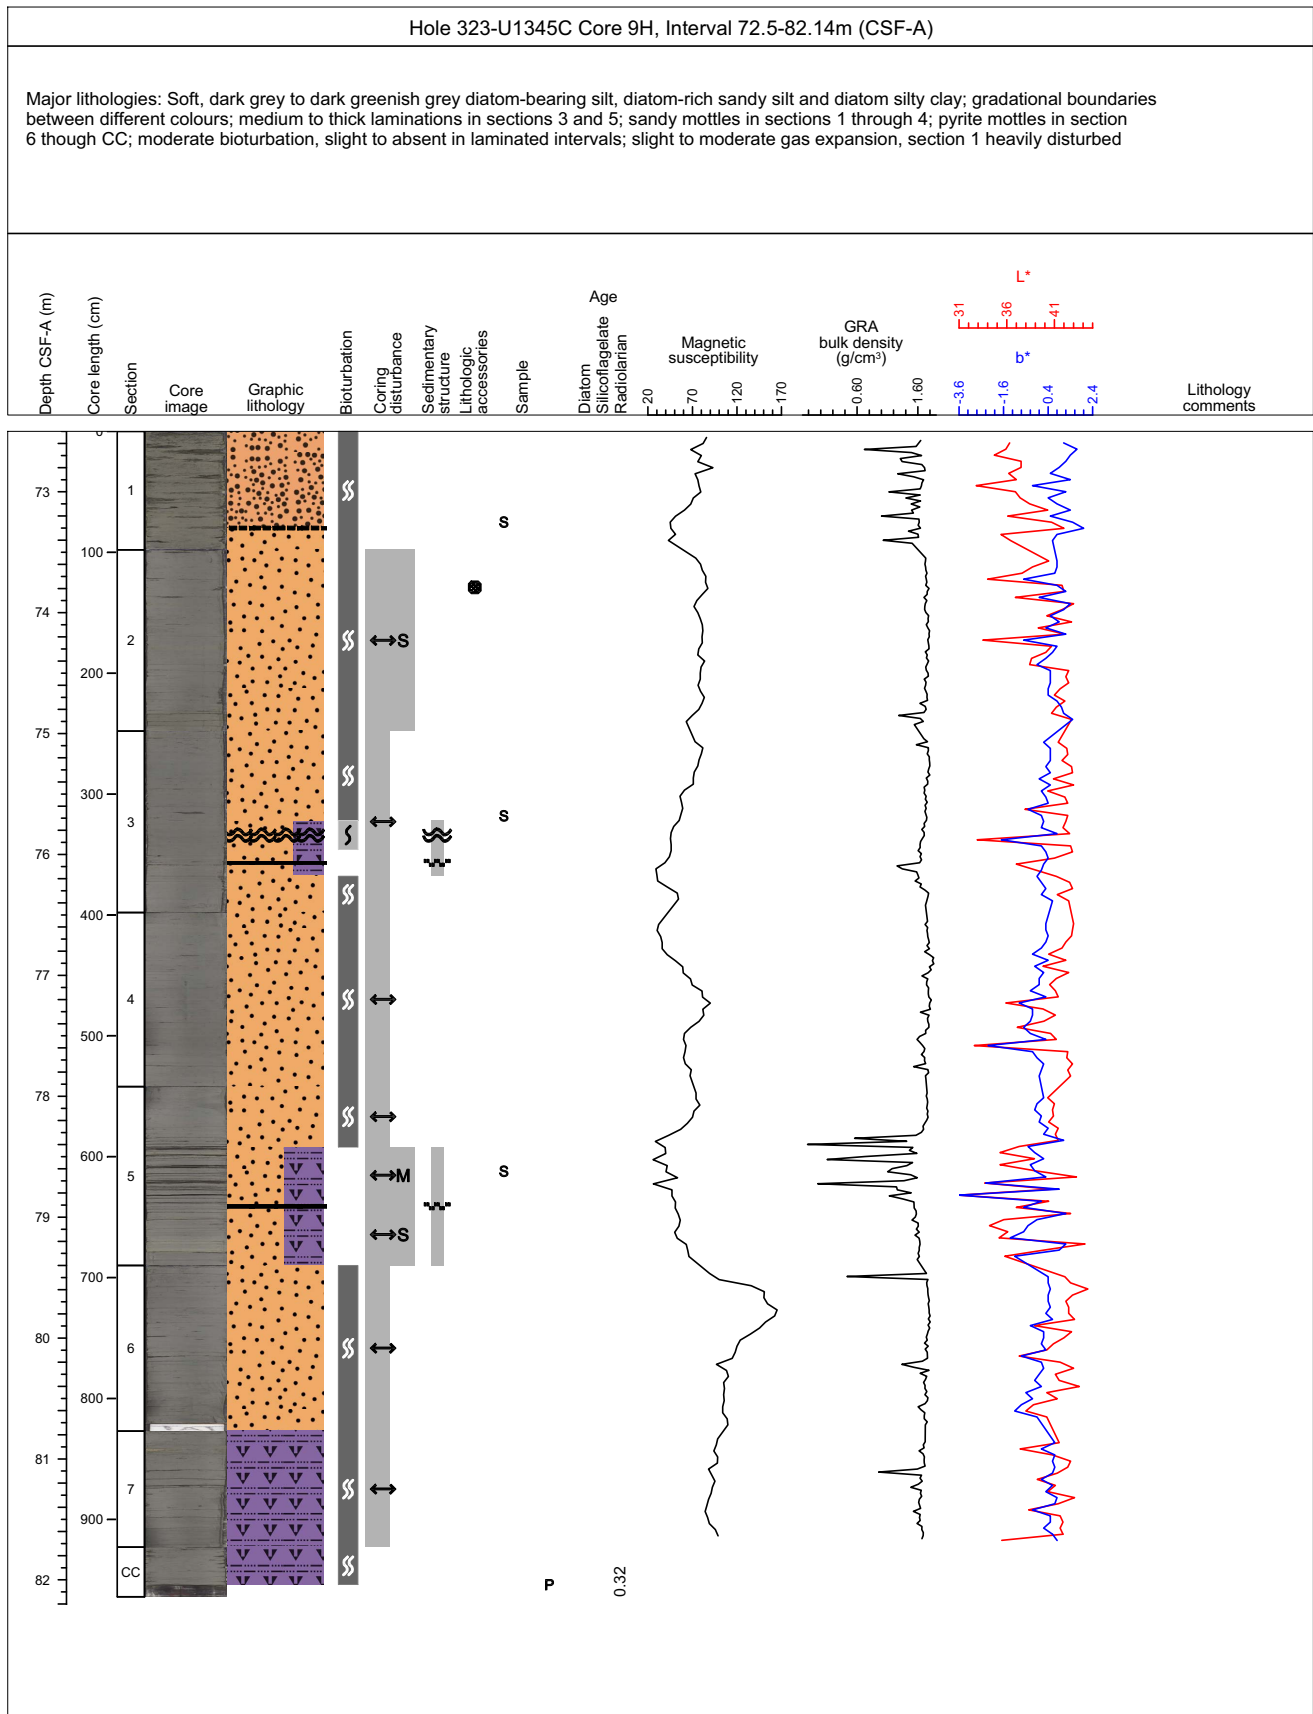 Hole 323-U1345C Core 9H, Interval 72.5-82.14m (CSF-A)
Major lithologies: Soft, dark grey to dark greenish grey diatom-bearing silt, diatom-rich sandy silt and diatom silty clay; gradational boundaries
between different colours; medium to thick laminations in sections 3 and 5; sandy mottles in sections 1 through 4; pyrite mottles in section
6 though CC; moderate bioturbation, slight to absent in laminated intervals; slight to moderate gas expansion, section 1 heavily disturbed
Depth CSF-A (m)
Core length (cm)
Section
Core
image
Graphic
lithology
Bioturbation
Coring
disturbance
Sedimentary
structure
Lithologic
accessories
Sample
Age
Diatom
Silicoflagelate
Radiolarian
Magnetic
susceptibility
20 70 120 170
GRA
bulk density
(g/cm³)
0.60 1.60
L*
31 36 41
b*
-3.6 -1.6 0.4 2.4
Lithology
comments
0
73
1
S
100
74
2
S
200
75
300
3
S
76
400
77
4
500
78
600
5
M
S
79
S
700
80
6
800
81
7
900
82
CC
P
0.32